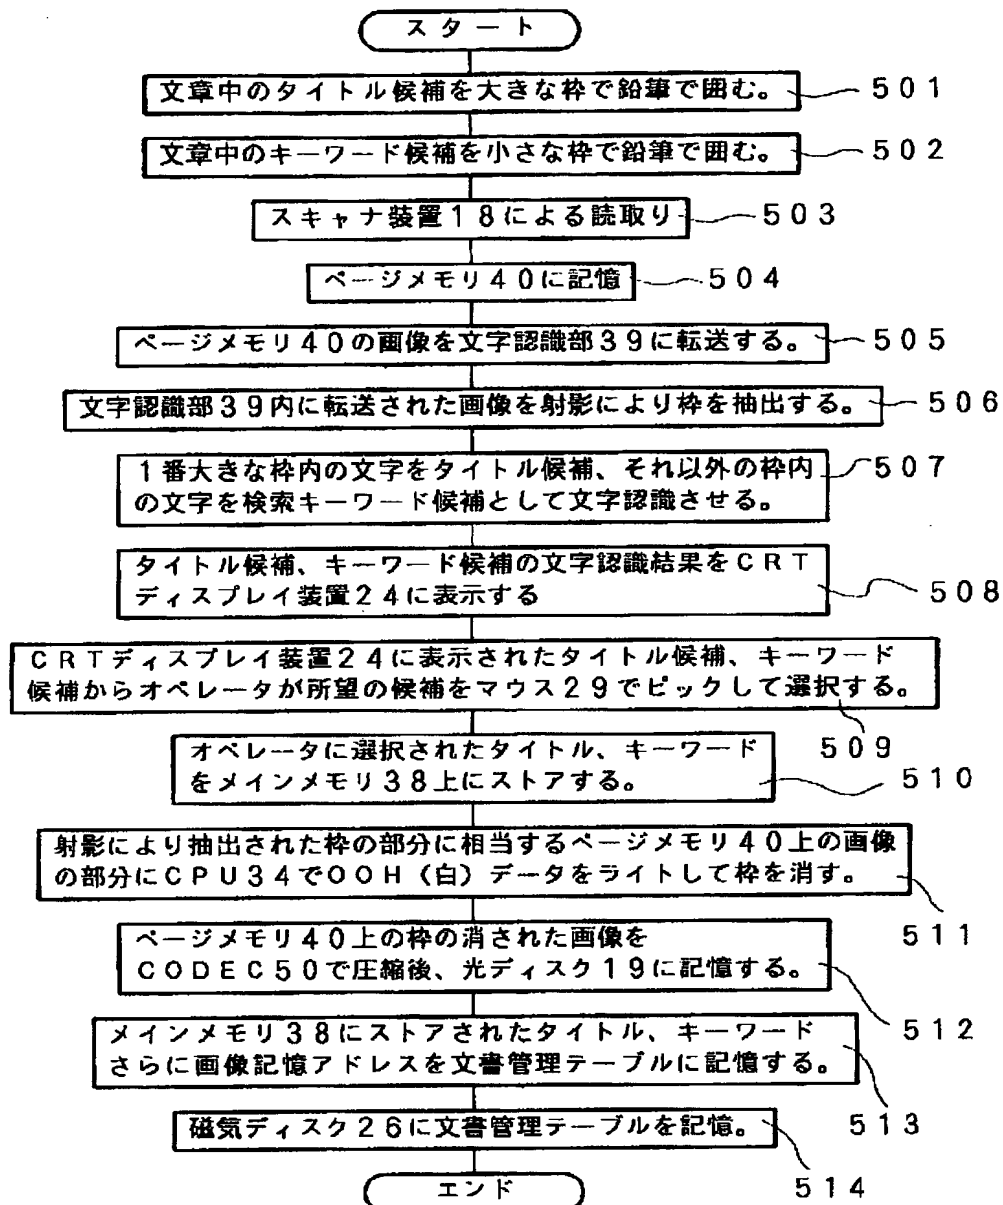 スタート
文章中のタイトル候補を大きな枠で鉛筆で囲む。 501
文章中のキーワード候補を小さな枠で鉛筆で囲む。 502
スキャナ装置18による読取り 503
ページメモリ40に記憶 504
ページメモリ40の画像を文字認識部39に転送する。 505
文字認識部39内に転送された画像を射影により枠を抽出する。 506
1番大きな枠内の文字をタイトル候補、それ以外の枠内 507
の文字を検索キーワード候補として文字認識させる。
タイトル候補、キーワード候補の文字認識結果をCRT
ディスプレイ装置24に表示する 508
CRTディスプレイ装置24に表示されたタイトル候補、キーワード
候補からオペレータが所望の候補をマウス29でピックして選択する。
509
オペレータに選択されたタイトル、キーワード
をメインメモリ38上にストアする。 510
射影により抽出された枠の部分に相当するページメモリ40上の画像
の部分にCPU34でOOH(白)データをライトして枠を消す。
511
ページメモリ40上の枠の消された画像を
CODEC50で圧縮後、光ディスク19に記憶する。
512
メインメモリ38にストアされたタイトル、キーワード
さらに画像記憶アドレスを文書管理テーブルに記憶する。
513
磁気ディスク26に文書管理テーブルを記憶。
514
エンド